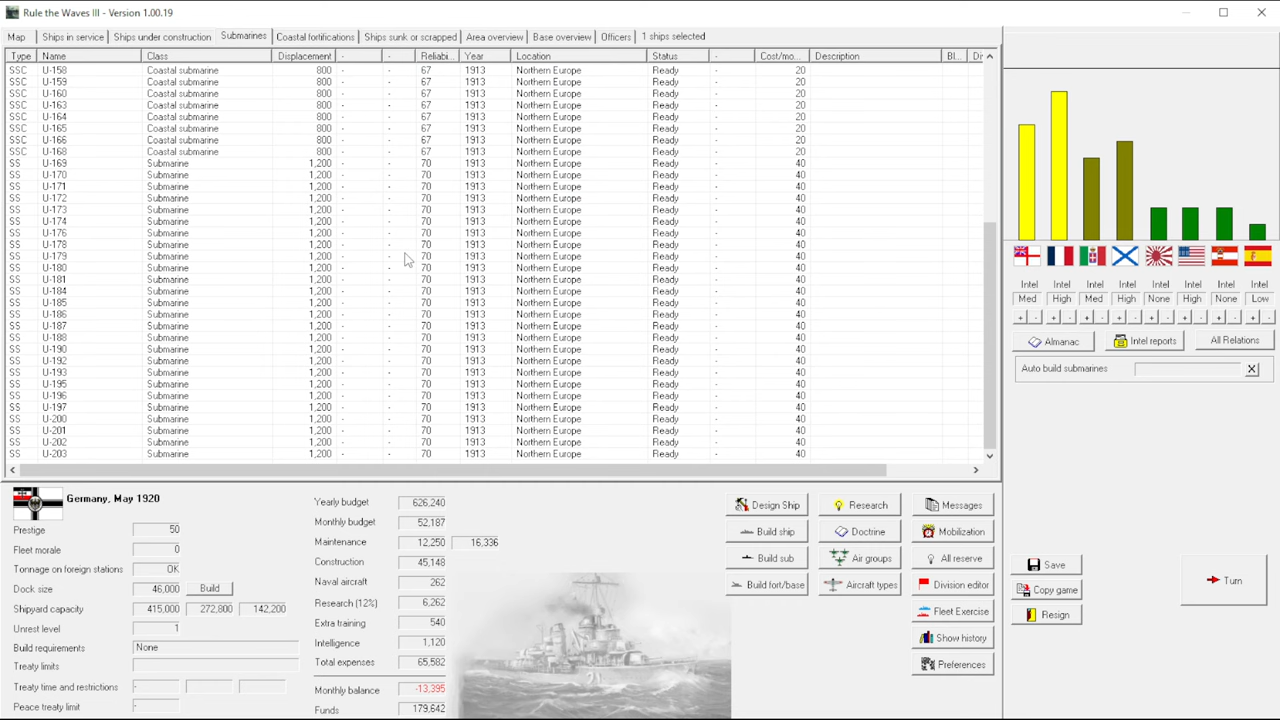 Rule the Waves III - Version 1.00.19
Map Ships in service Ships under construction Submarines Coastal fortifications Ships sunk or scrapped Area overview Base overview Officers 1 ships selected
Type Name Class Displacement - - Reliabi... Year Location Status - Cost/mo... Description Bl...
SSC U-158 Coastal submarine 800 - - 67 1913 Northern Europe Ready - 20
SSC U-159 Coastal submarine 800 - - 67 1913 Northern Europe Ready - 20
SSC U-160 Coastal submarine 800 - - 67 1913 Northern Europe Ready - 20
SSC U-163 Coastal submarine 800 - - 67 1913 Northern Europe Ready - 20
SSC U-164 Coastal submarine 800 - - 67 1913 Northern Europe Ready - 20
SSC U-165 Coastal submarine 800 - - 67 1913 Northern Europe Ready - 20
SSC U-166 Coastal submarine 800 - - 67 1913 Northern Europe Ready - 20
SSC U-168 Coastal submarine 800 - - 67 1913 Northern Europe Ready - 20
SS U-169 Submarine 1,200 - - 70 1913 Northern Europe Ready - 40
SS U-170 Submarine 1,200 - - 70 1913 Northern Europe Ready - 40
SS U-171 Submarine 1,200 - - 70 1913 Northern Europe Ready - 40
SS U-172 Submarine 1,200 - - 70 1913 Northern Europe Ready - 40
SS U-173 Submarine 1,200 - - 70 1913 Northern Europe Ready - 40
SS U-174 Submarine 1,200 - - 70 1913 Northern Europe Ready - 40
SS U-176 Submarine 1,200 - - 70 1913 Northern Europe Ready - 40
SS U-178 Submarine 1,200 - - 70 1913 Northern Europe Ready - 40
SS U-179 Submarine 1,200 - - 70 1913 Northern Europe Ready - 40
SS U-180 Submarine 1,200 - - 70 1913 Northern Europe Ready - 40
SS U-181 Submarine 1,200 - - 70 1913 Northern Europe Ready - 40
SS U-184 Submarine 1,200 - - 70 1913 Northern Europe Ready - 40
SS U-185 Submarine 1,200 - - 70 1913 Northern Europe Ready - 40
SS U-186 Submarine 1,200 - - 70 1913 Northern Europe Ready - 40
SS U-187 Submarine 1,200 - - 70 1913 Northern Europe Ready - 40
SS U-188 Submarine 1,200 - - 70 1913 Northern Europe Ready - 40
SS U-190 Submarine 1,200 - - 70 1913 Northern Europe Ready - 40
SS U-192 Submarine 1,200 - - 70 1913 Northern Europe Ready - 40
SS U-193 Submarine 1,200 - - 70 1913 Northern Europe Ready - 40
SS U-195 Submarine 1,200 - - 70 1913 Northern Europe Ready - 40
SS U-196 Submarine 1,200 - - 70 1913 Northern Europe Ready - 40
SS U-197 Submarine 1,200 - - 70 1913 Northern Europe Ready - 40
SS U-200 Submarine 1,200 - - 70 1913 Northern Europe Ready - 40
SS U-201 Submarine 1,200 - - 70 1913 Northern Europe Ready - 40
SS U-202 Submarine 1,200 - - 70 1913 Northern Europe Ready - 40
SS U-203 Submarine 1,200 - - 70 1913 Northern Europe Ready - 40
Intel Intel Intel Intel Intel Intel Intel Intel
Med High Med High None High None Low
+ - + - + - + - + - + - + - + -
Almanac Intel reports All Relations
Auto build submarines X
Germany, May 1920
Prestige 50
Fleet morale 0
Tonnage on foreign stations OK
Dock size 46,000 Build
Shipyard capacity 415,000 272,800 142,200
Unrest level 1
Build requirements None
Treaty limits
Treaty time and restrictions -
Peace treaty limit -
Yearly budget 626,240
Monthly budget 52,187
Maintenance 12,250 16,336
Construction 45,148
Naval aircraft 262
Research (12%) 6,262
Extra training 540
Intelligence 1,120
Total expenses 65,582
Monthly balance -13,395
Funds 179,642
Design Ship Research Messages
Build ship Doctrine Mobilization
Build sub Air groups All reserve
Build fort/base Aircraft types Division editor
Fleet Exercise
Show history
Preferences
Save
Copy game
Resign
Turn